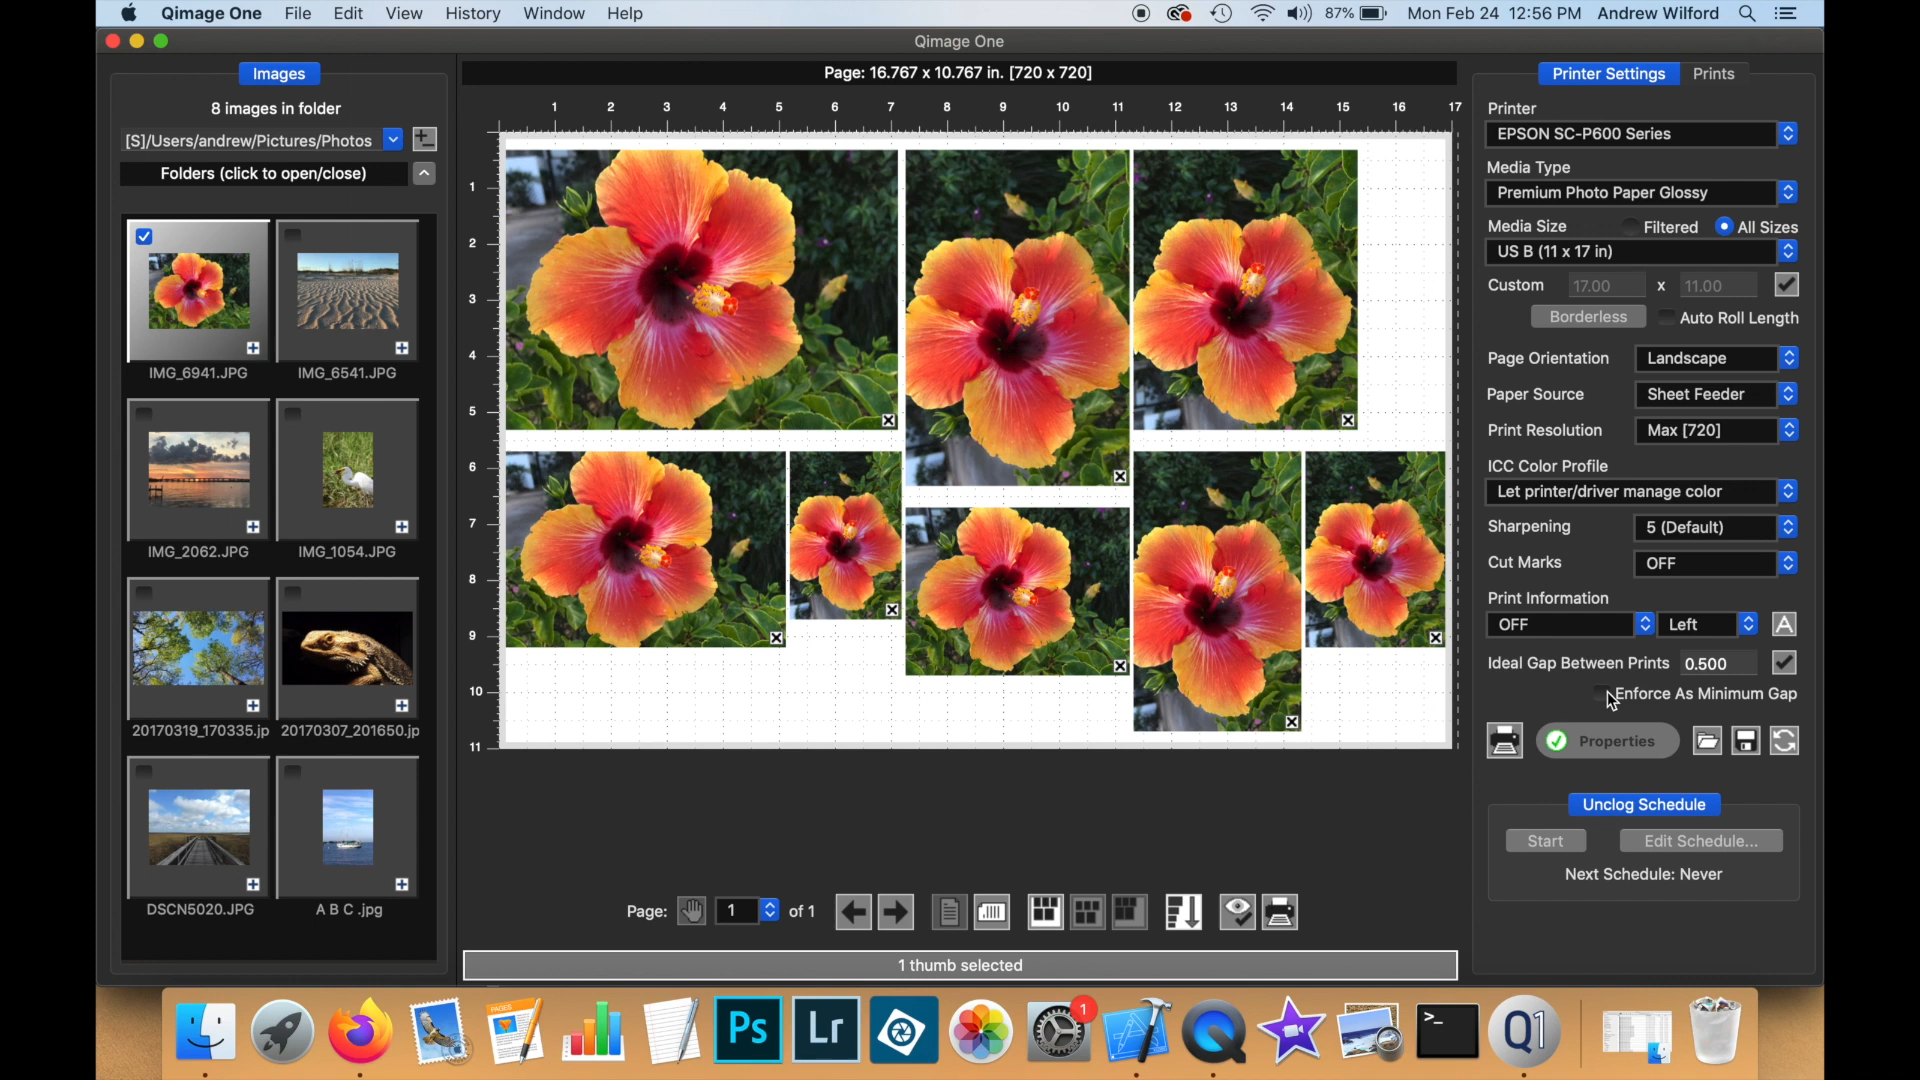 Qimage One File Edit View History Window Help 87% Mon Feb 24 12:56 PM Andrew Wilford
Qimage One
Images
8 images in folder
[S]/Users/andrew/Pictures/Photos
Folders (click to open/close)
IMG_6941.JPG IMG_6541.JPG
IMG_2062.JPG IMG_1054.JPG
20170319_170335.jp 20170307_201650.jp
DSCN5020.JPG A B C .jpg
Page: 16.767 x 10.767 in. [720 x 720]
1 2 3 4 5 6 7 8 9 10 11 12 13 14 15 16 17
1
2
3
4
5
6
7
8
9
10
11
Page: 1 of 1
1 thumb selected
Printer Settings Prints
Printer
EPSON SC-P600 Series
Media Type
Premium Photo Paper Glossy
Media Size Filtered All Sizes
US B (11 x 17 in)
Custom 17.00 x 11.00
Borderless Auto Roll Length
Page Orientation Landscape
Paper Source Sheet Feeder
Print Resolution Max [720]
ICC Color Profile
Let printer/driver manage color
Sharpening 5 (Default)
Cut Marks OFF
Print Information
OFF Left A
Ideal Gap Between Prints 0.500
Enforce As Minimum Gap
Properties
Unclog Schedule
Start Edit Schedule...
Next Schedule: Never
PAGES Ps Lr 1 >_ Q1